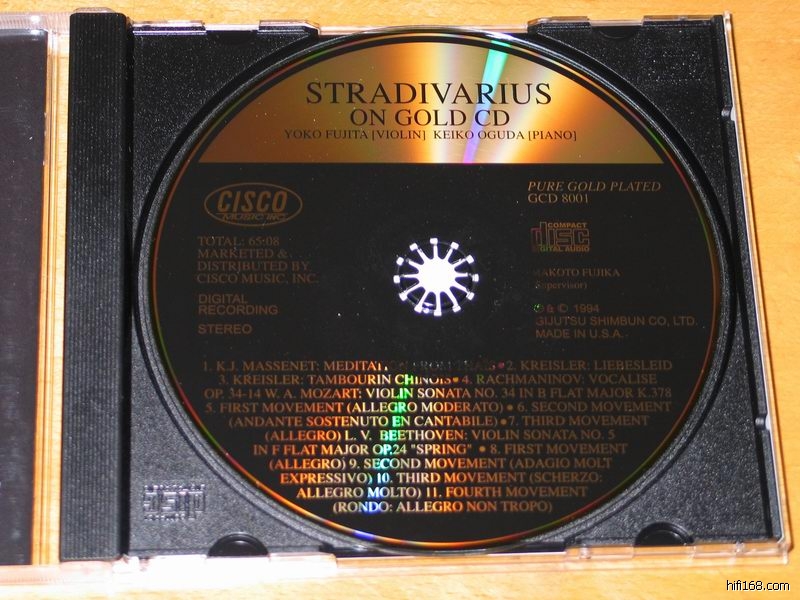 STRADIVARIUS
ON GOLD CD
YOKO FUJITA [VIOLIN] KEIKO OGUDA [PIANO]
CISCO
MUSIC INC
TOTAL: 65:08
MARKETED &
DISTRIBUTED BY
CISCO MUSIC, INC.
DIGITAL
RECORDING
STEREO
PURE GOLD PLATED
GCD 8001
COMPACT
disc
DIGITAL AUDIO
MAKOTO FUJIKA
(Supervisor)
℗ & © 1994
GIJUTSU SHIMBUN CO, LTD.
MADE IN U.S.A.
1. K.J. MASSENET: MEDITATION FROM THAIS • 2. KREISLER: LIEBESLEID
3. KREISLER: TAMBOURIN CHINOIS • 4. RACHMANINOV: VOCALISE
OP. 34-14 W. A. MOZART: VIOLIN SONATA NO. 34 IN B FLAT MAJOR K.378
5. FIRST MOVEMENT (ALLEGRO MODERATO) • 6. SECOND MOVEMENT
(ANDANTE SOSTENUTO EN CANTABILE) • 7. THIRD MOVEMENT
(ALLEGRO) L. V. BEETHOVEN: VIOLIN SONATA NO. 5
IN F FLAT MAJOR OP.24 "SPRING" • 8. FIRST MOVEMENT
(ALLEGRO) 9. SECOND MOVEMENT (ADAGIO MOLT
EXPRESSIVO) 10. THIRD MOVEMENT (SCHERZO:
ALLEGRO MOLTO) 11. FOURTH MOVEMENT
(RONDO: ALLEGRO NON TROPO)
disc
hifi168.com